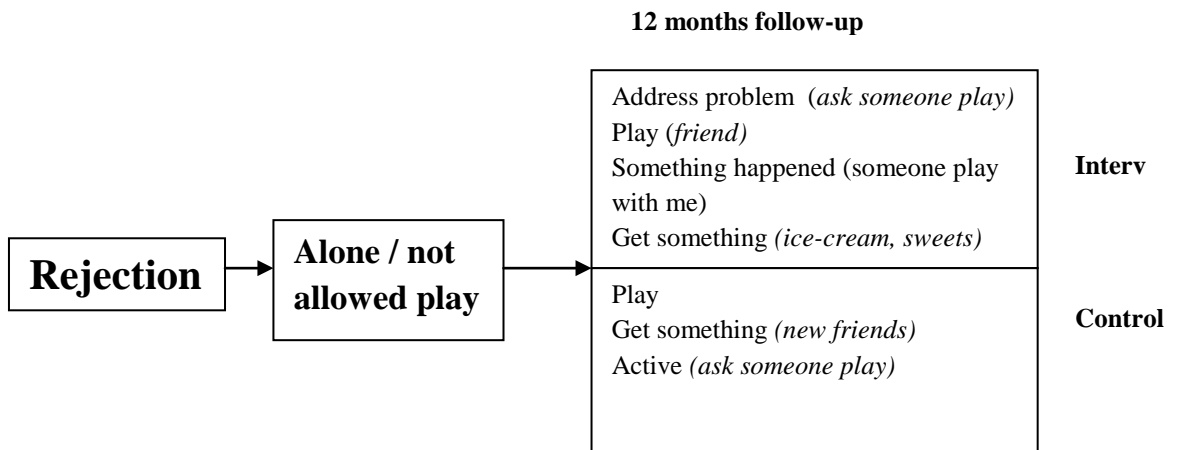 12 months follow-up
Address problem (ask someone play)
Play (friend)
Something happened (someone play
with me)
Get something (ice-cream, sweets)
Interv
Rejection
Alone / not
allowed play
Play
Get something (new friends)
Active (ask someone play)
Control